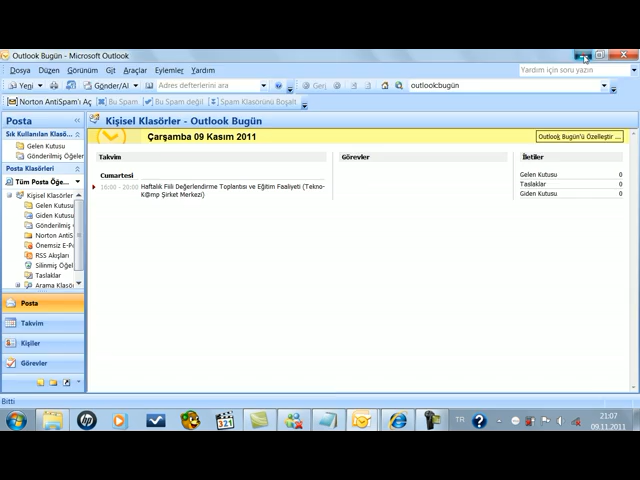 Outlook Bugün - Microsoft Outlook
Dosya Düzen Görünüm Git Araçlar Eylemler Yardım
Yardım için soru yazın
Yeni Gönder/Al Adres defterlerini ara Geri outlook:bugün
Norton AntiSpam'ı Aç Bu Spam Bu Spam değil Spam Klasörünü Boşalt
Posta
Kişisel Klasörler - Outlook Bugün
Sık Kullanılan Klasö...
Gelen Kutusu
Gönderilmiş Öğeler
Posta Klasörleri
Tüm Posta Öğe...
Kişisel Klasörler
Gelen Kutusu
Giden Kutusu
Gönderilmiş
Norton AntiS
Önemsiz E-P
RSS Akışları
Silinmiş Öğel
Taslaklar
Arama Klasö
Posta
Takvim
Kişiler
Görevler
Çarşamba 09 Kasım 2011
Outlook Bugün'ü Özelleştir ...
Takvim
Cumartesi
16:00 - 20:00 Haftalık Fiili Değerlendirme Toplantısı ve Eğitim Faaliyeti (Tekno-
K@mp Şirket Merkezi)
Görevler
İletiler
Gelen Kutusu 0
Taslaklar 0
Giden Kutusu 0
Bitti
321
TR
21:07
09.11.2011